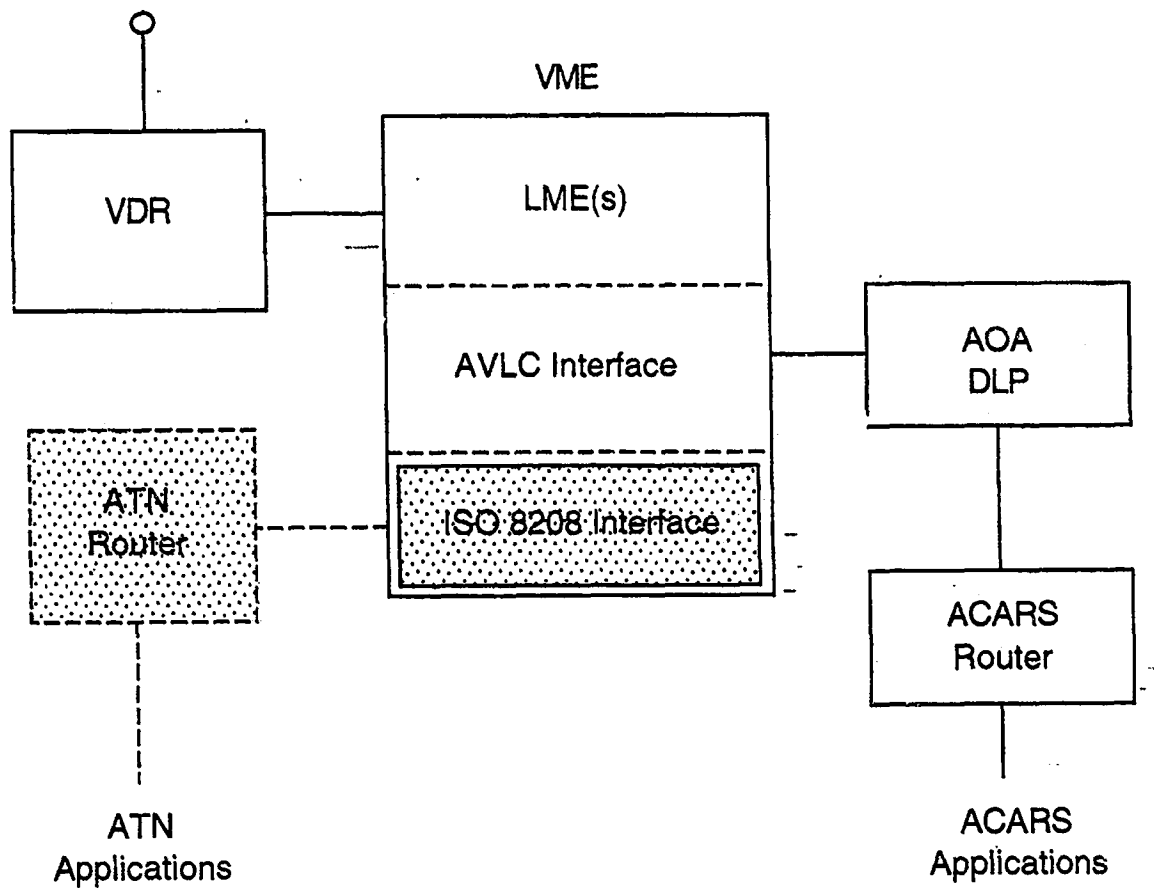 VME
VDR
LME(s)
AVLC Interface
AOA
DLP
ATN
Router
ISO 8208 Interface
ACARS
Router
ATN
Applications
ACARS
Applications